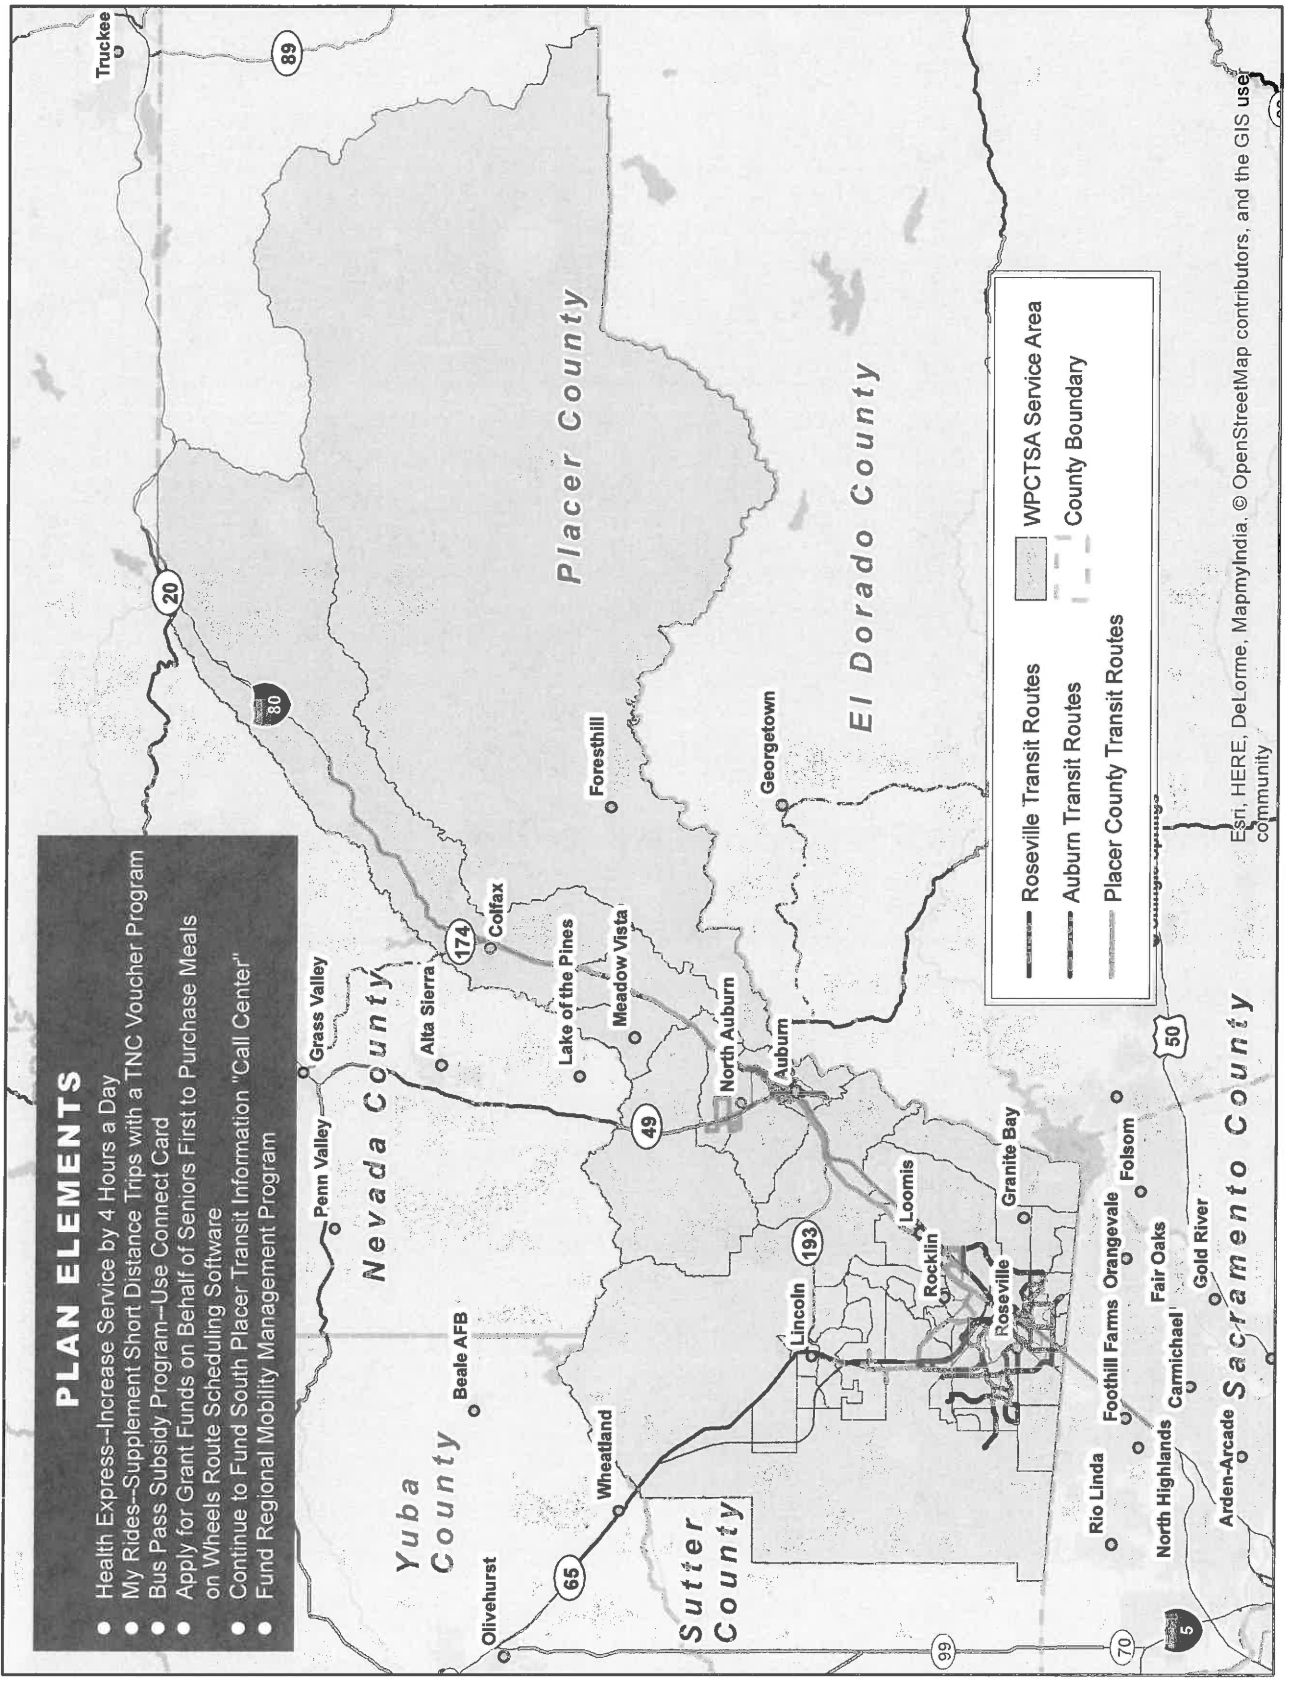 PLAN ELEMENTS
● Health Express--Increase Service by 4 Hours a Day
● My Rides--Supplement Short Distance Trips with a TNC Voucher Program
● Bus Pass Subsidy Program--Use Connect Card
● Apply for Grant Funds on Behalf of Seniors First to Purchase Meals
on Wheels Route Scheduling Software
● Continue to Fund South Placer Transit Information "Call Center"
● Fund Regional Mobility Management Program
Truckee
89
20
80
174
Colfax
Grass Valley
Penn Valley
Nevada County
Alta Sierra
Lake of the Pines
Meadow Vista
Foresthill
Placer County
Georgetown
El Dorado County
North Auburn
Auburn
49
Beale AFB
Yuba
County
Wheatland
Olivehurst
65
Sutter
County
Lincoln
193
Loomis
Rocklin
Roseville
Granite Bay
Folsom
Orangevale
Fair Oaks
Gold River
Foothill Farms
Carmichael
Rio Linda
North Highlands
Arden-Arcade
Sacramento County
99
70
5
50
Roseville Transit Routes
Auburn Transit Routes
Placer County Transit Routes
WPCTSA Service Area
County Boundary
Esri, HERE, DeLorme, MapmyIndia, © OpenStreetMap contributors, and the GIS user
community